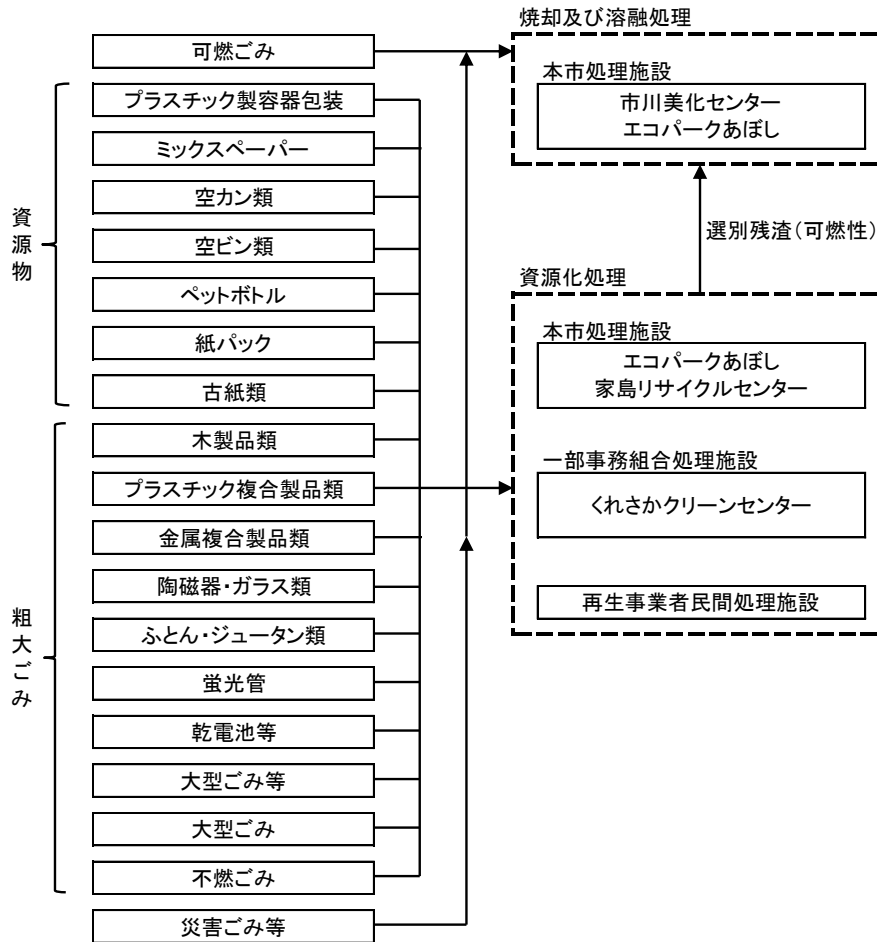 可燃ごみ
資源物
プラスチック製容器包装
ミックスペーパー
空カン類
空ビン類
ペットボトル
紙パック
古紙類
粗大ごみ
木製品類
プラスチック複合製品類
金属複合製品類
陶磁器・ガラス類
ふとん・ジュータン類
蛍光管
乾電池等
大型ごみ等
大型ごみ
不燃ごみ
災害ごみ等
焼却及び溶融処理
本市処理施設
市川美化センター
エコパークあぼし
選別残渣(可燃性)
資源化処理
本市処理施設
エコパークあぼし
家島リサイクルセンター
一部事務組合処理施設
くれさかクリーンセンター
再生事業者民間処理施設